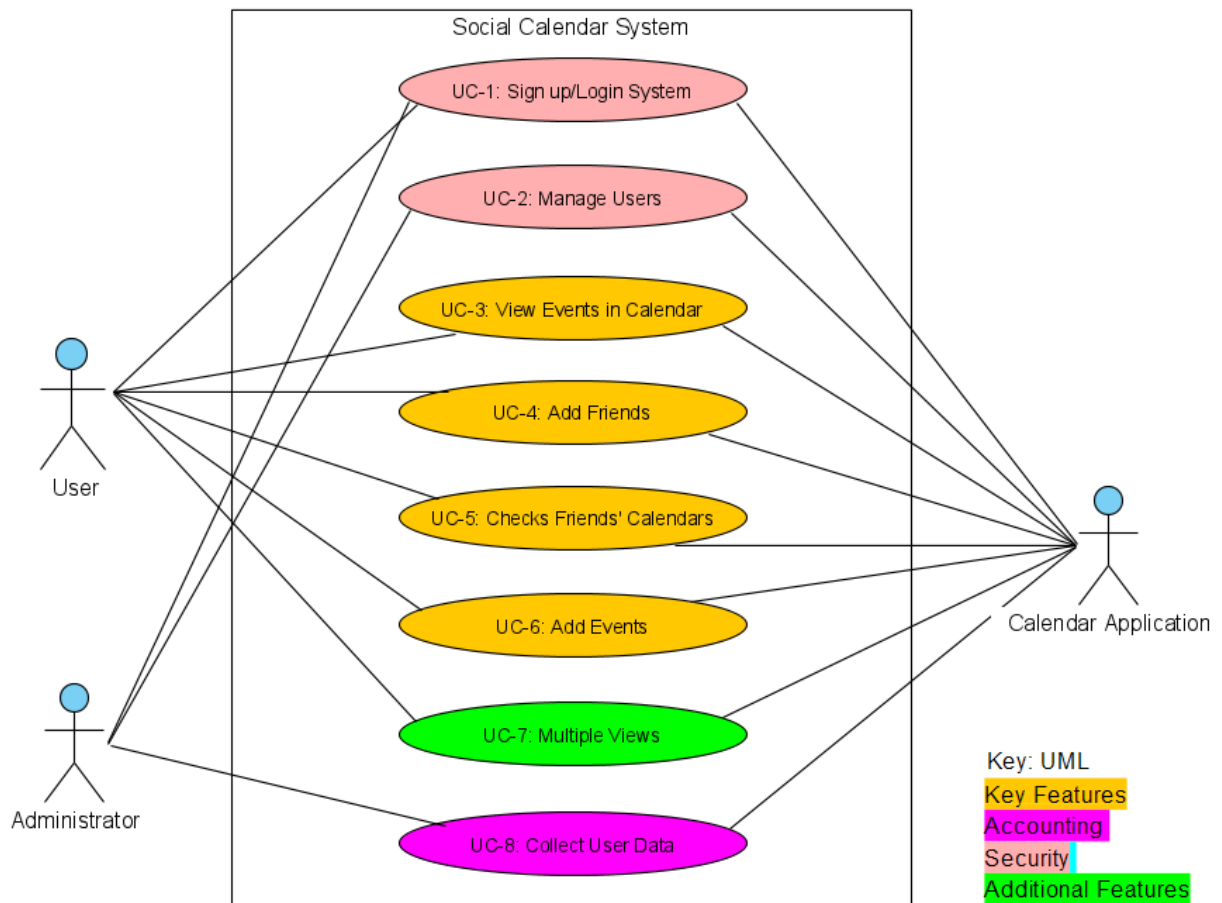 Social Calendar System
UC-1: Sign up/Login System
UC-2: Manage Users
UC-3: View Events in Calendar
UC-4: Add Friends
User
UC-5: Checks Friends' Calendars
UC-6: Add Events
Calendar Application
UC-7: Multiple Views
Administrator
UC-8: Collect User Data
Key: UML
Key Features
Accounting
Security
Additional Features